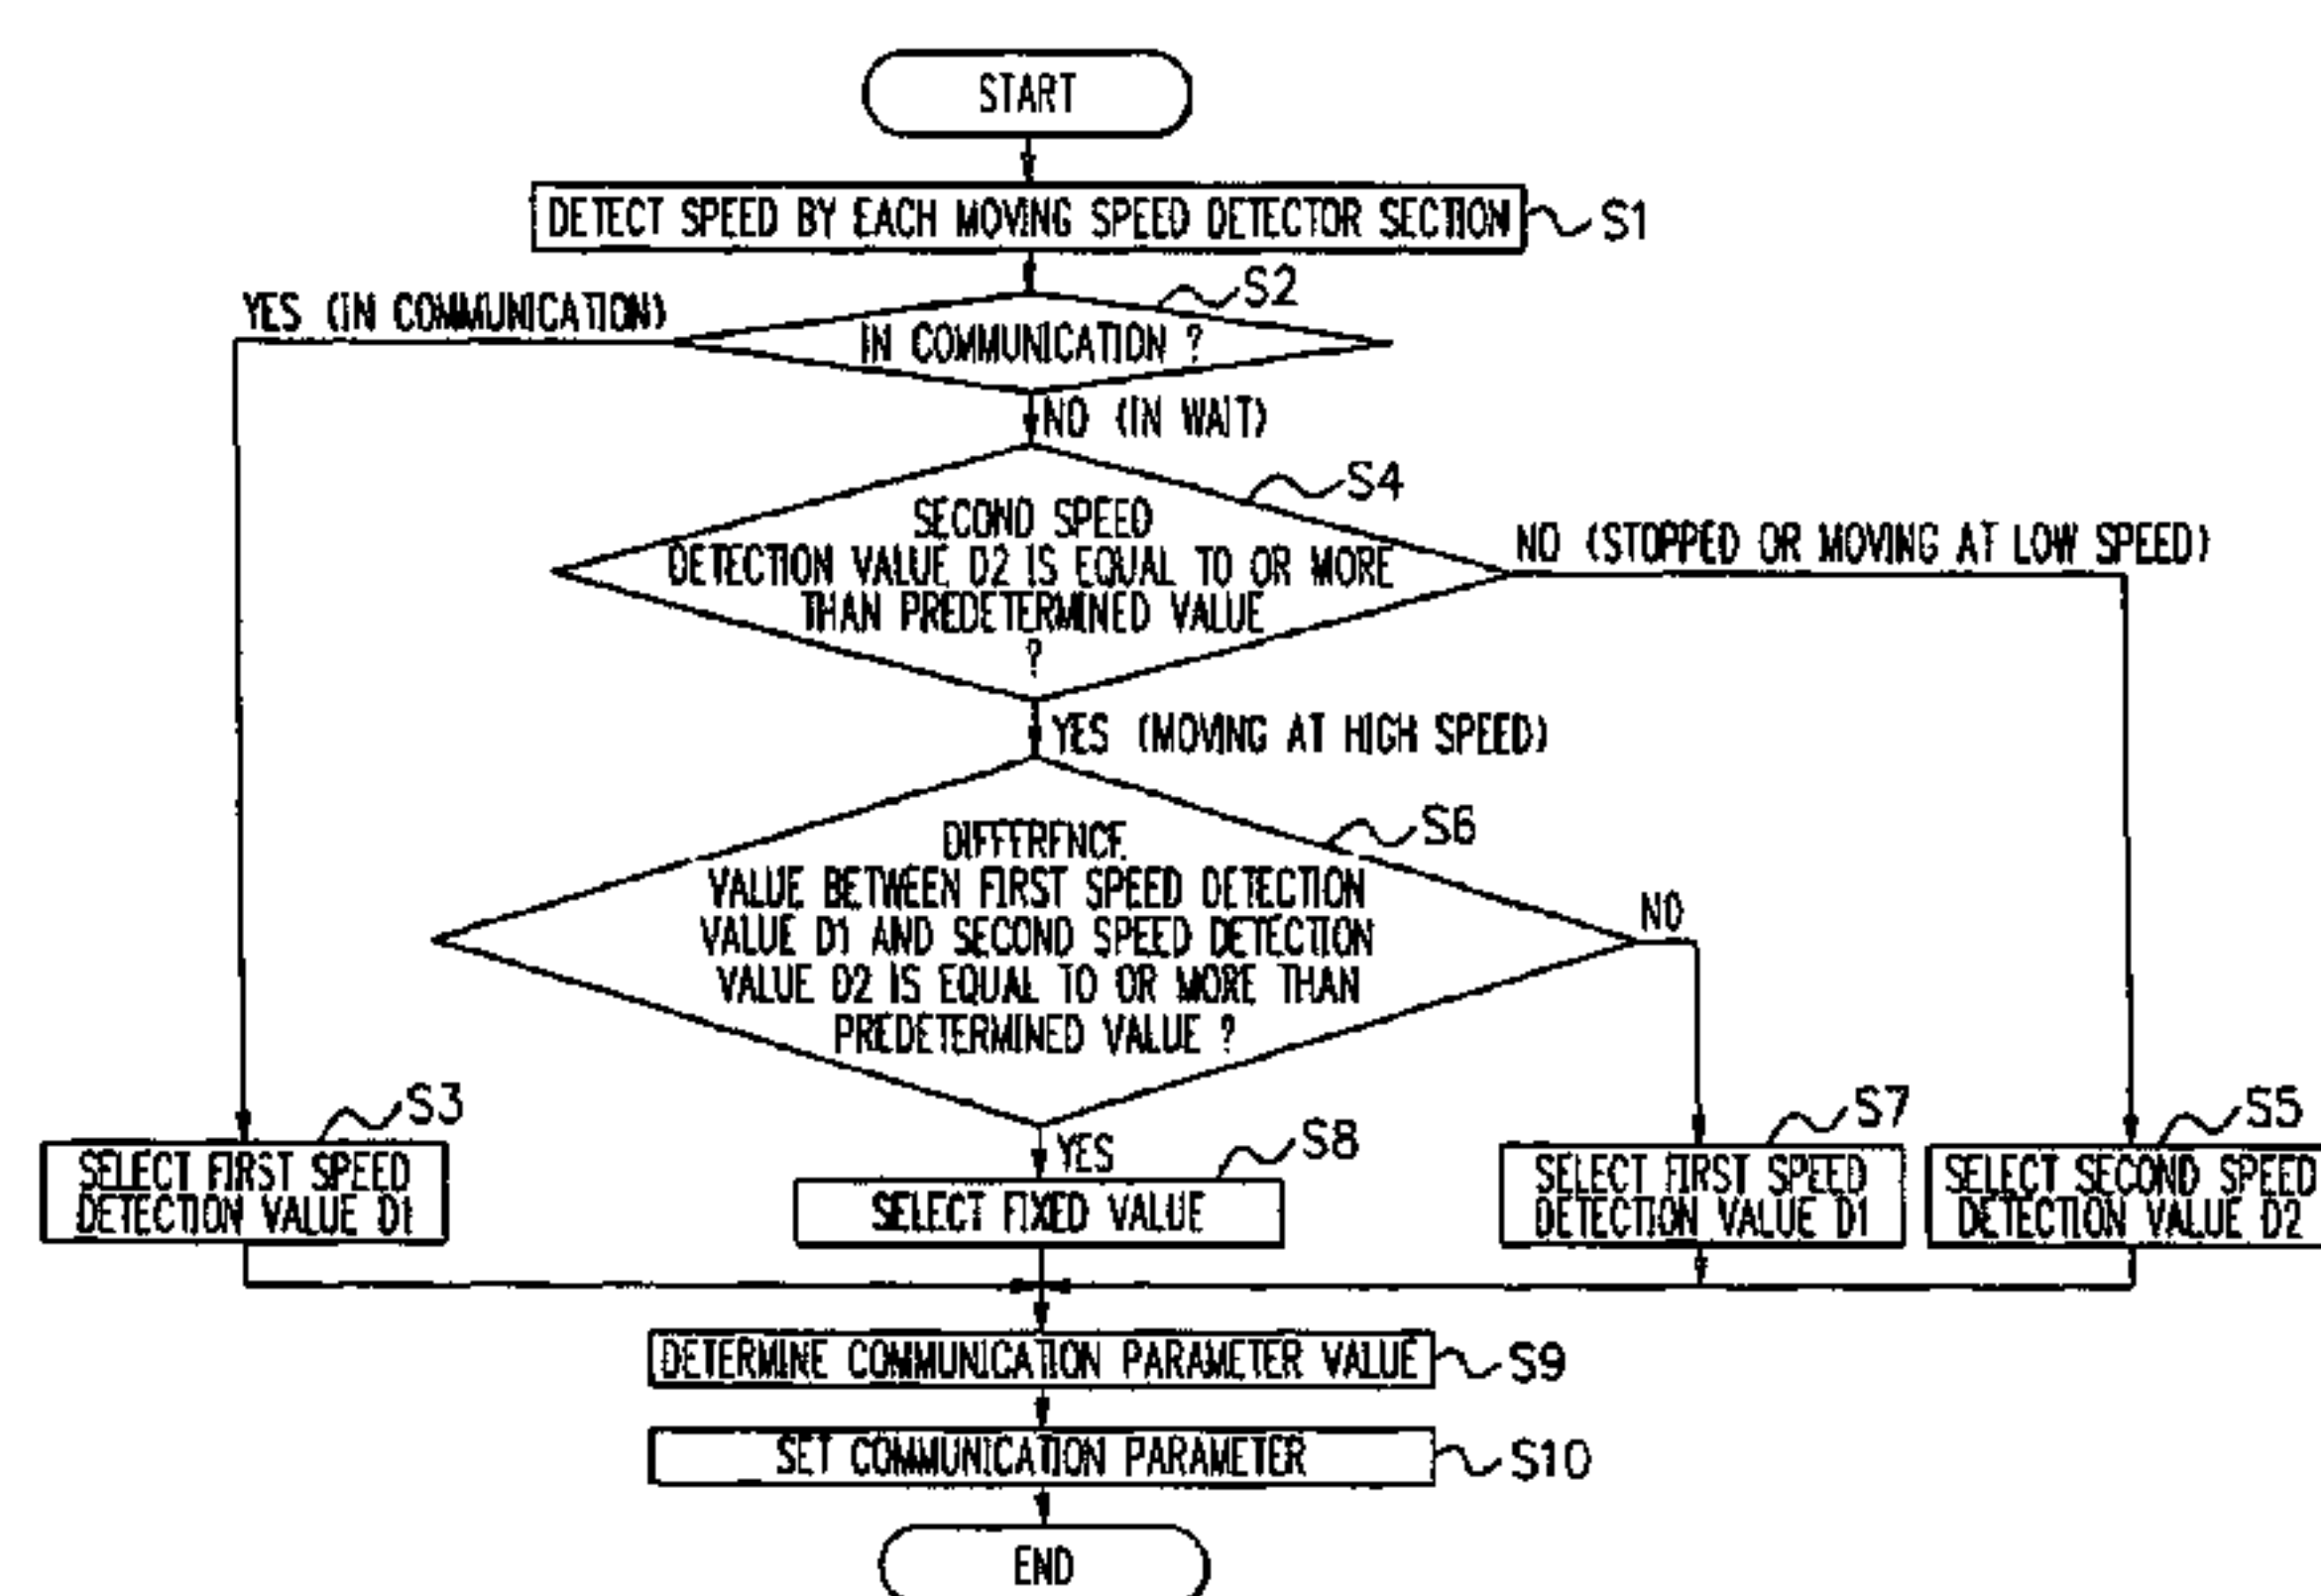 START
DETECT SPEED BY EACH MOVING SPEED DETECTOR SECTION
S1
S2
YES (IN COMMUNICATION)
IN COMMUNICATION ?
NO (IN WAIT)
S4
SECOND SPEED
DETECTION VALUE D2 IS EQUAL TO OR MORE
THAN PREDETERMINED VALUE
?
NO (STOPPED OR MOVING AT LOW SPEED)
YES (MOVING AT HIGH SPEED)
S6
DIFFERENCE
VALUE BETWEEN FIRST SPEED DETECTION
VALUE D1 AND SECOND SPEED DETECTION
VALUE D2 IS EQUAL TO OR MORE THAN
PREDETERMINED VALUE ?
NO
YES
S3
SELECT FIRST SPEED
DETECTION VALUE D1
S8
SELECT FIXED VALUE
S7
SELECT FIRST SPEED
DETECTION VALUE D1
S5
SELECT SECOND SPEED
DETECTION VALUE D2
DETERMINE COMMUNICATION PARAMETER VALUE
S9
SET COMMUNICATION PARAMETER
S10
END